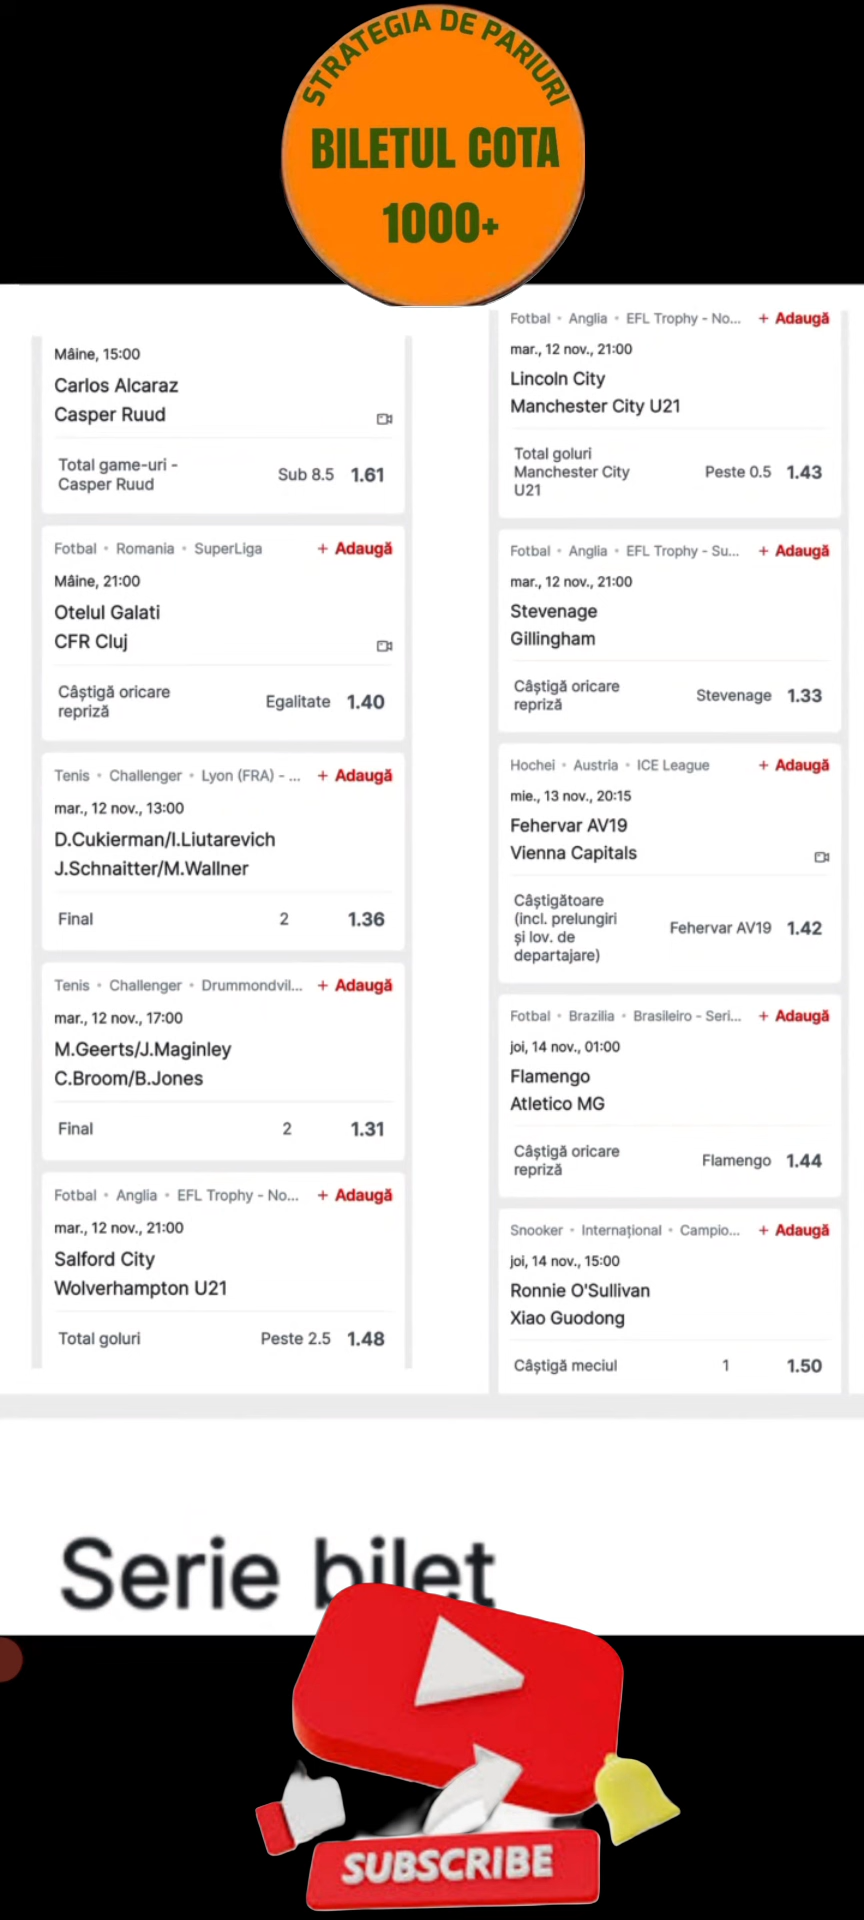 STRATEGIA DE PARIURI
BILETUL COTA
1000+
Mâine, 15:00
Carlos Alcaraz
Casper Ruud
Total game-uri -
Casper Ruud
Sub 8.5 1.61
Fotbal • Romania • SuperLiga + Adaugă
Mâine, 21:00
Otelul Galati
CFR Cluj
Câștigă oricare
repriză
Egalitate 1.40
Tenis • Challenger • Lyon (FRA) - ... + Adaugă
mar., 12 nov., 13:00
D.Cukierman/I.Liutarevich
J.Schnaitter/M.Wallner
Final 2 1.36
Tenis • Challenger • Drummondvil... + Adaugă
mar., 12 nov., 17:00
M.Geerts/J.Maginley
C.Broom/B.Jones
Final 2 1.31
Fotbal • Anglia • EFL Trophy - No... + Adaugă
mar., 12 nov., 21:00
Salford City
Wolverhampton U21
Total goluri Peste 2.5 1.48
Fotbal • Anglia • EFL Trophy - No... + Adaugă
mar., 12 nov., 21:00
Lincoln City
Manchester City U21
Total goluri
Manchester City
U21
Peste 0.5 1.43
Fotbal • Anglia • EFL Trophy - Su... + Adaugă
mar., 12 nov., 21:00
Stevenage
Gillingham
Câștigă oricare
repriză
Stevenage 1.33
Hochei • Austria • ICE League + Adaugă
mie., 13 nov., 20:15
Fehervar AV19
Vienna Capitals
Câștigătoare
(incl. prelungiri
și lov. de
departajare)
Fehervar AV19 1.42
Fotbal • Brazilia • Brasileiro - Seri... + Adaugă
joi, 14 nov., 01:00
Flamengo
Atletico MG
Câștigă oricare
repriză
Flamengo 1.44
Snooker • Internațional • Campio... + Adaugă
joi, 14 nov., 15:00
Ronnie O'Sullivan
Xiao Guodong
Câștigă meciul 1 1.50
Serie bilet
SUBSCRIBE